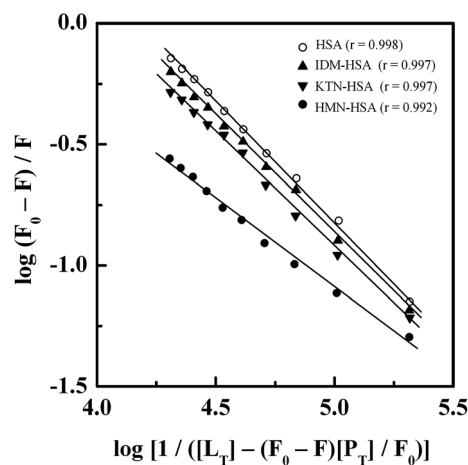 0.0
HSA (r = 0.998)
IDM-HSA (r = 0.997)
KTN-HSA (r = 0.997)
HMN-HSA (r = 0.992)
-0.5
-1.0
-1.5
log (F₀ – F) / F
4.0 4.5 5.0 5.5
log [1 / ([L_T] – (F₀ – F)[P_T] / F₀)]